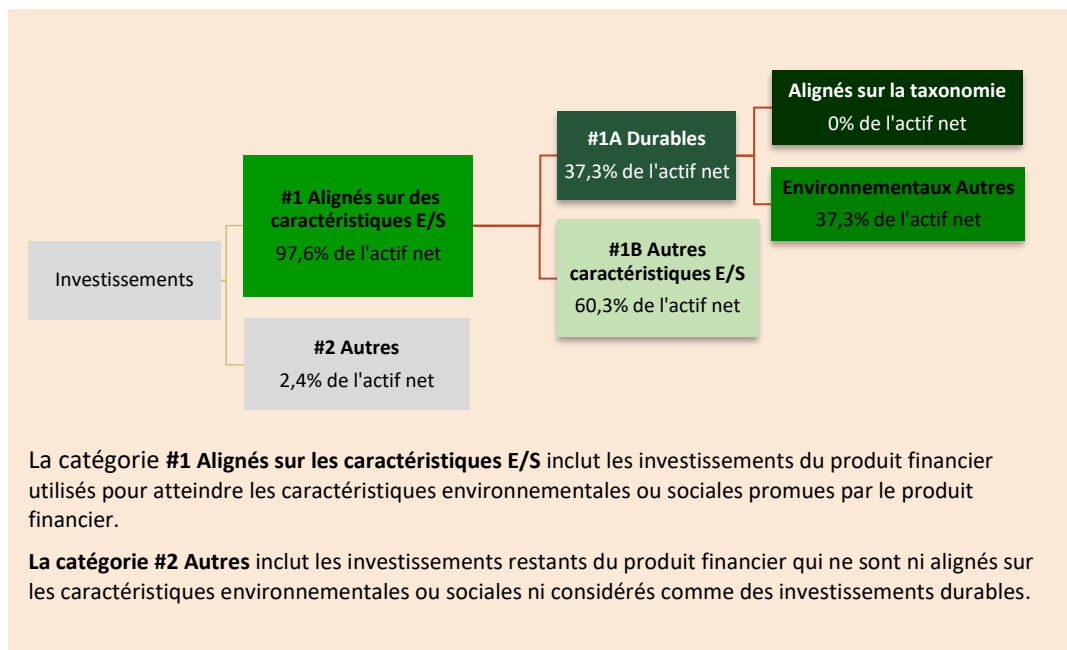 Investissements
#1 Alignés sur des
caractéristiques E/S
97,6% de l'actif net
#2 Autres
2,4% de l'actif net
#1A Durables
37,3% de l'actif net
#1B Autres
caractéristiques E/S
60,3% de l'actif net
Alignés sur la taxonomie
0% de l'actif net
Environnementaux Autres
37,3% de l'actif net
La catégorie #1 Alignés sur les caractéristiques E/S inclut les investissements du produit financier
utilisés pour atteindre les caractéristiques environnementales ou sociales promues par le produit
financier.
La catégorie #2 Autres inclut les investissements restants du produit financier qui ne sont ni alignés sur
les caractéristiques environnementales ou sociales ni considérés comme des investissements durables.